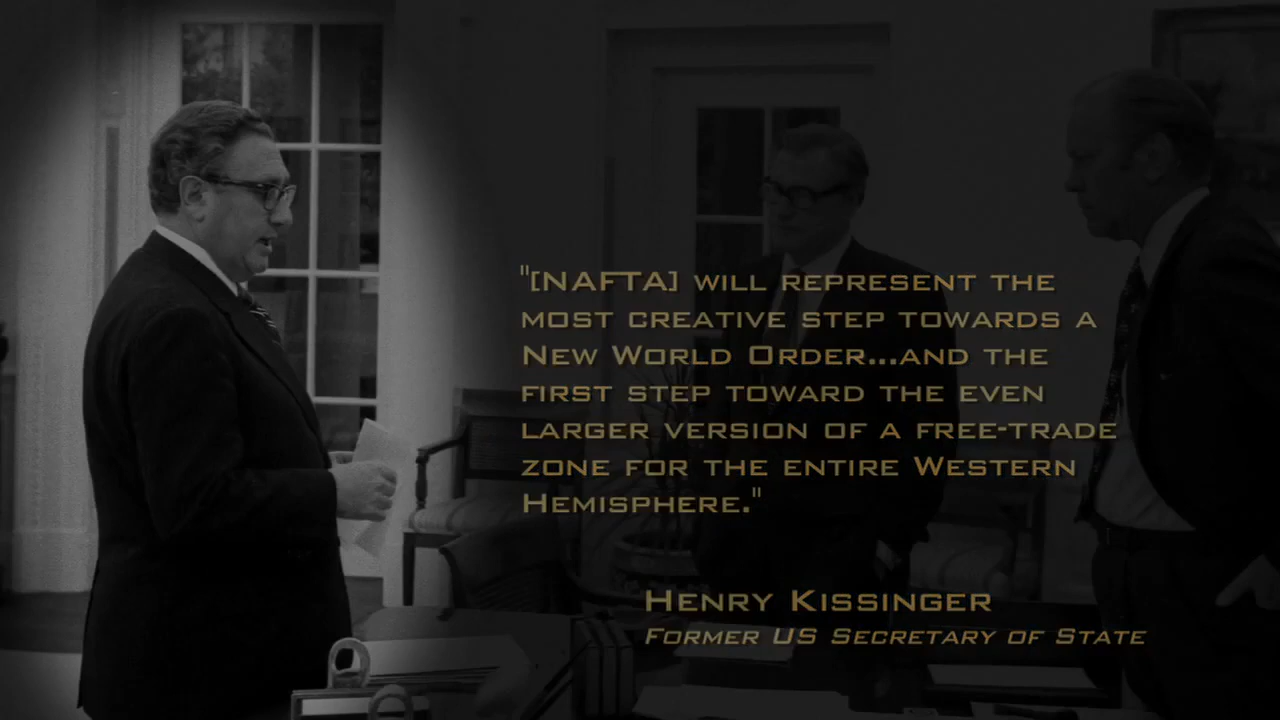 "[NAFTA] will represent the
most creative step towards a
New World Order...and the
first step toward the even
larger version of a free-trade
zone for the entire Western
Hemisphere."
Henry Kissinger
Former US Secretary of State